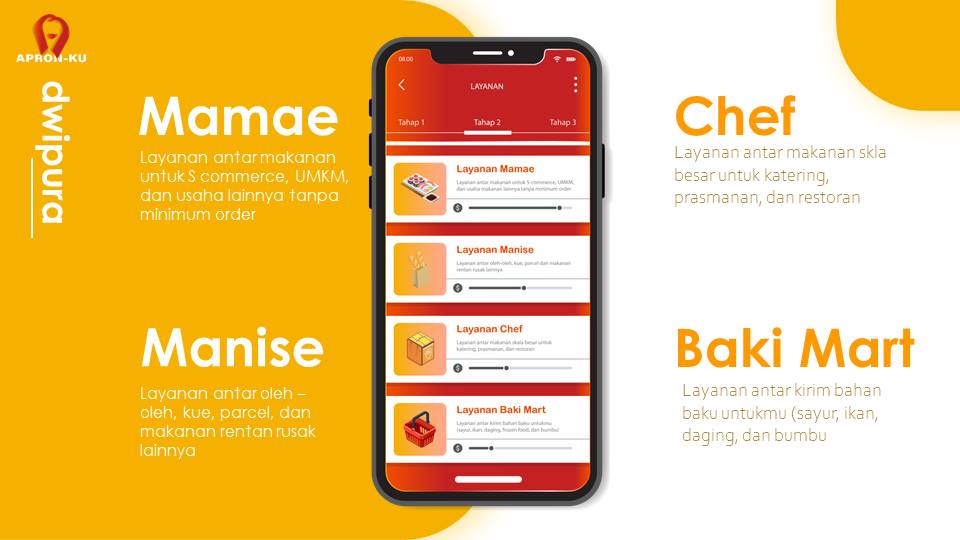 APRON-KU
dwipura
Mamae
Layanan antar makanan
untuk S commerce, UMKM,
dan usaha lainnya tanpa
minimum order
Manise
Layanan antar oleh –
oleh, kue, parcel, dan
makanan rentan rusak
lainnya
08.00
LAYANAN
Tahap 1
Tahap 2
Tahap 3
Layanan Mamae
Layanan antar makanan untuk S-commerce, UMKM,
dan usaha makanan lainnya tanpa minimum order
Layanan Manise
Layanan antar oleh-oleh, kue, parcel dan makanan
rentan rusak lainnya
Layanan Chef
Layanan antar makanan skala besar untuk
katering, prasmanan, dan restoran
Layanan Baki Mart
Layanan antar kirim bahan baku untukmu
(sayur, ikan, daging, frozen food, dan bumbu)
Chef
Layanan antar makanan skla
besar untuk katering,
prasmanan, dan restoran
Baki Mart
Layanan antar kirim bahan
baku untukmu (sayur, ikan,
daging, dan bumbu